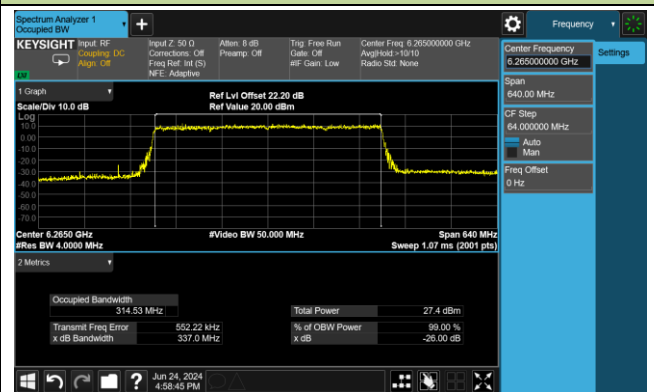 Spectrum Analyzer 1
Occupied BW
Frequency
KEYSIGHT
Input: RF
Coupling: DC
Align: Off
Input Z: 50 Ω
Corrections: Off
Freq Ref: Int (S)
NFE: Adaptive
Atten: 8 dB
Preamp: Off
Trig: Free Run
Gate: Off
#IF Gain: Low
Center Freq: 6.265000000 GHz
Avg|Hold:>10/10
Radio Std: None
LXI
Center Frequency
6.265000000 GHz
Settings
Span
640.00 MHz
CF Step
64.000000 MHz
Auto
Man
Freq Offset
0 Hz
1 Graph
Scale/Div 10.0 dB
Ref Lvl Offset 22.20 dB
Ref Value 20.00 dBm
Log
10.0
0.00
-10.0
-20.0
-30.0
-40.0
-50.0
-60.0
-70.0
Center 6.2650 GHz
#Video BW 50.000 MHz
Span 640 MHz
#Res BW 4.0000 MHz
Sweep 1.07 ms (2001 pts)
2 Metrics
Occupied Bandwidth
314.53 MHz
Total Power 27.4 dBm
Transmit Freq Error 552.22 kHz
% of OBW Power 99.00 %
x dB Bandwidth 337.0 MHz
x dB -26.00 dB
?
Jun 24, 2024
4:58:45 PM